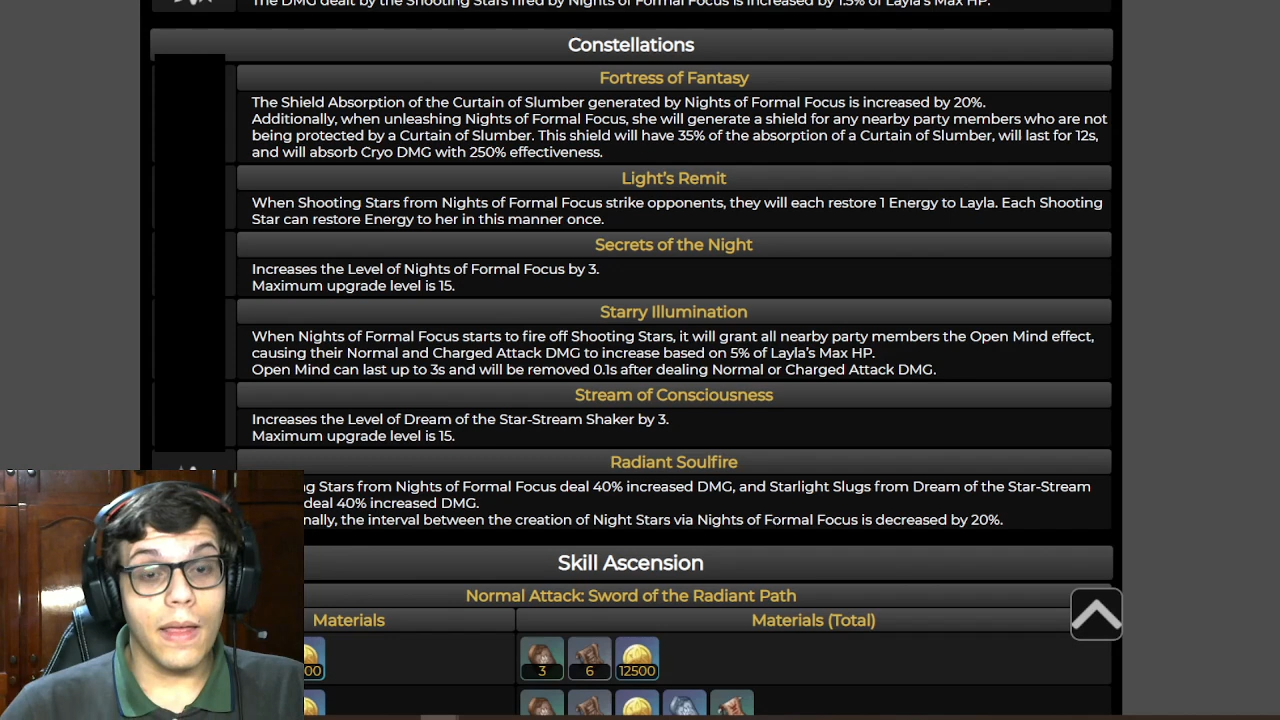 The DMG dealt by the Shooting Stars fired by Nights of Formal Focus is increased by 1.5% of Layla's Max HP.
Constellations
Fortress of Fantasy
The Shield Absorption of the Curtain of Slumber generated by Nights of Formal Focus is increased by 20%.
Additionally, when unleashing Nights of Formal Focus, she will generate a shield for any nearby party members who are not
being protected by a Curtain of Slumber. This shield will have 35% of the absorption of a Curtain of Slumber, will last for 12s,
and will absorb Cryo DMG with 250% effectiveness.
Light's Remit
When Shooting Stars from Nights of Formal Focus strike opponents, they will each restore 1 Energy to Layla. Each Shooting
Star can restore Energy to her in this manner once.
Secrets of the Night
Increases the Level of Nights of Formal Focus by 3.
Maximum upgrade level is 15.
Starry Illumination
When Nights of Formal Focus starts to fire off Shooting Stars, it will grant all nearby party members the Open Mind effect,
causing their Normal and Charged Attack DMG to increase based on 5% of Layla's Max HP.
Open Mind can last up to 3s and will be removed 0.1s after dealing Normal or Charged Attack DMG.
Stream of Consciousness
Increases the Level of Dream of the Star-Stream Shaker by 3.
Maximum upgrade level is 15.
Radiant Soulfire
Stars from Nights of Formal Focus deal 40% increased DMG, and Starlight Slugs from Dream of the Star-Stream
deal 40% increased DMG.
the interval between the creation of Night Stars via Nights of Formal Focus is decreased by 20%.
Skill Ascension
Normal Attack: Sword of the Radiant Path
Materials Materials (Total)
00 3 6 12500